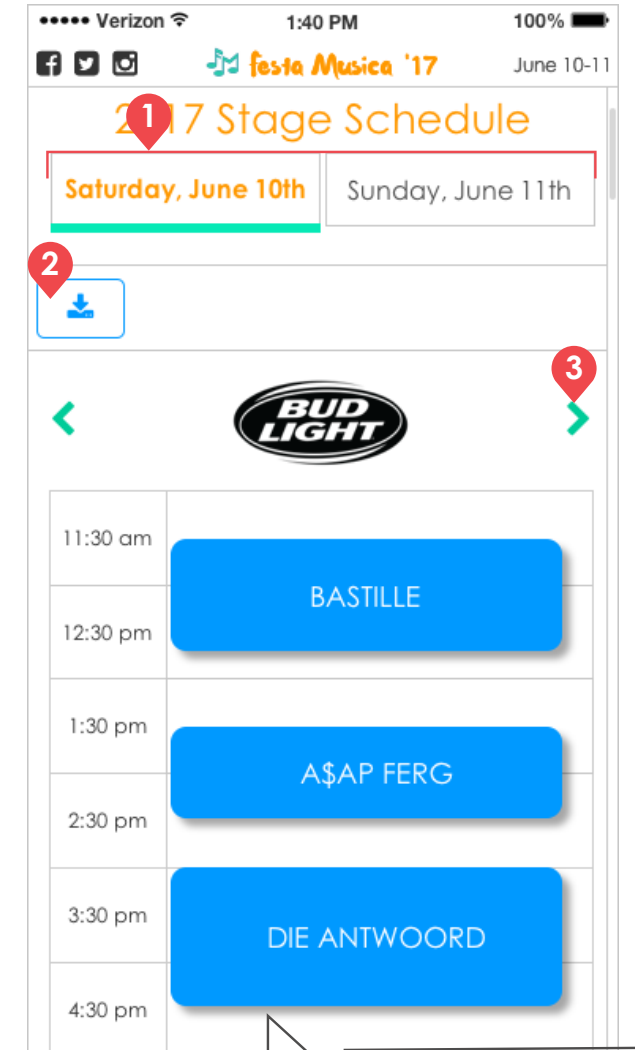 Verizon 1:40 PM 100%
festa Musica '17 June 10-11
2 17 Stage Schedule
1
Saturday, June 10th Sunday, June 11th
2
3
BUD
LIGHT
11:30 am
BASTILLE
12:30 pm
1:30 pm
A$AP FERG
2:30 pm
3:30 pm
DIE ANTWOORD
4:30 pm